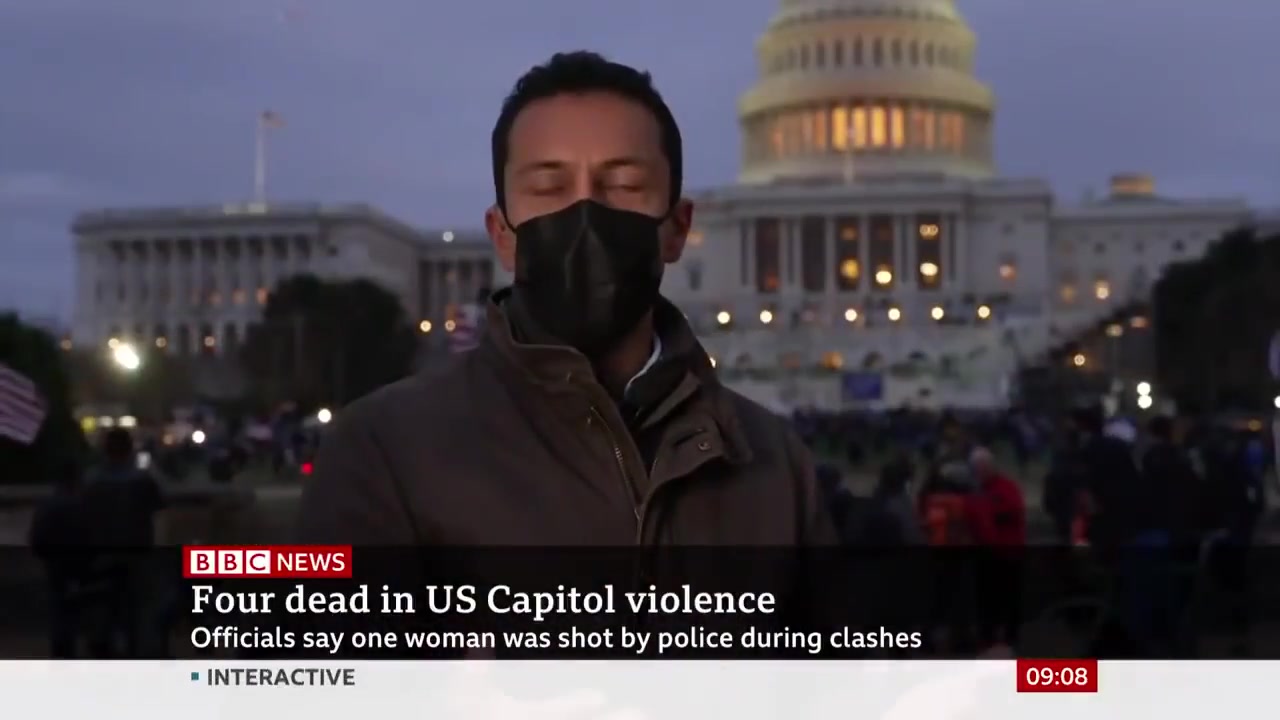 BBC NEWS
Four dead in US Capitol violence
Officials say one woman was shot by police during clashes
INTERACTIVE
09:08